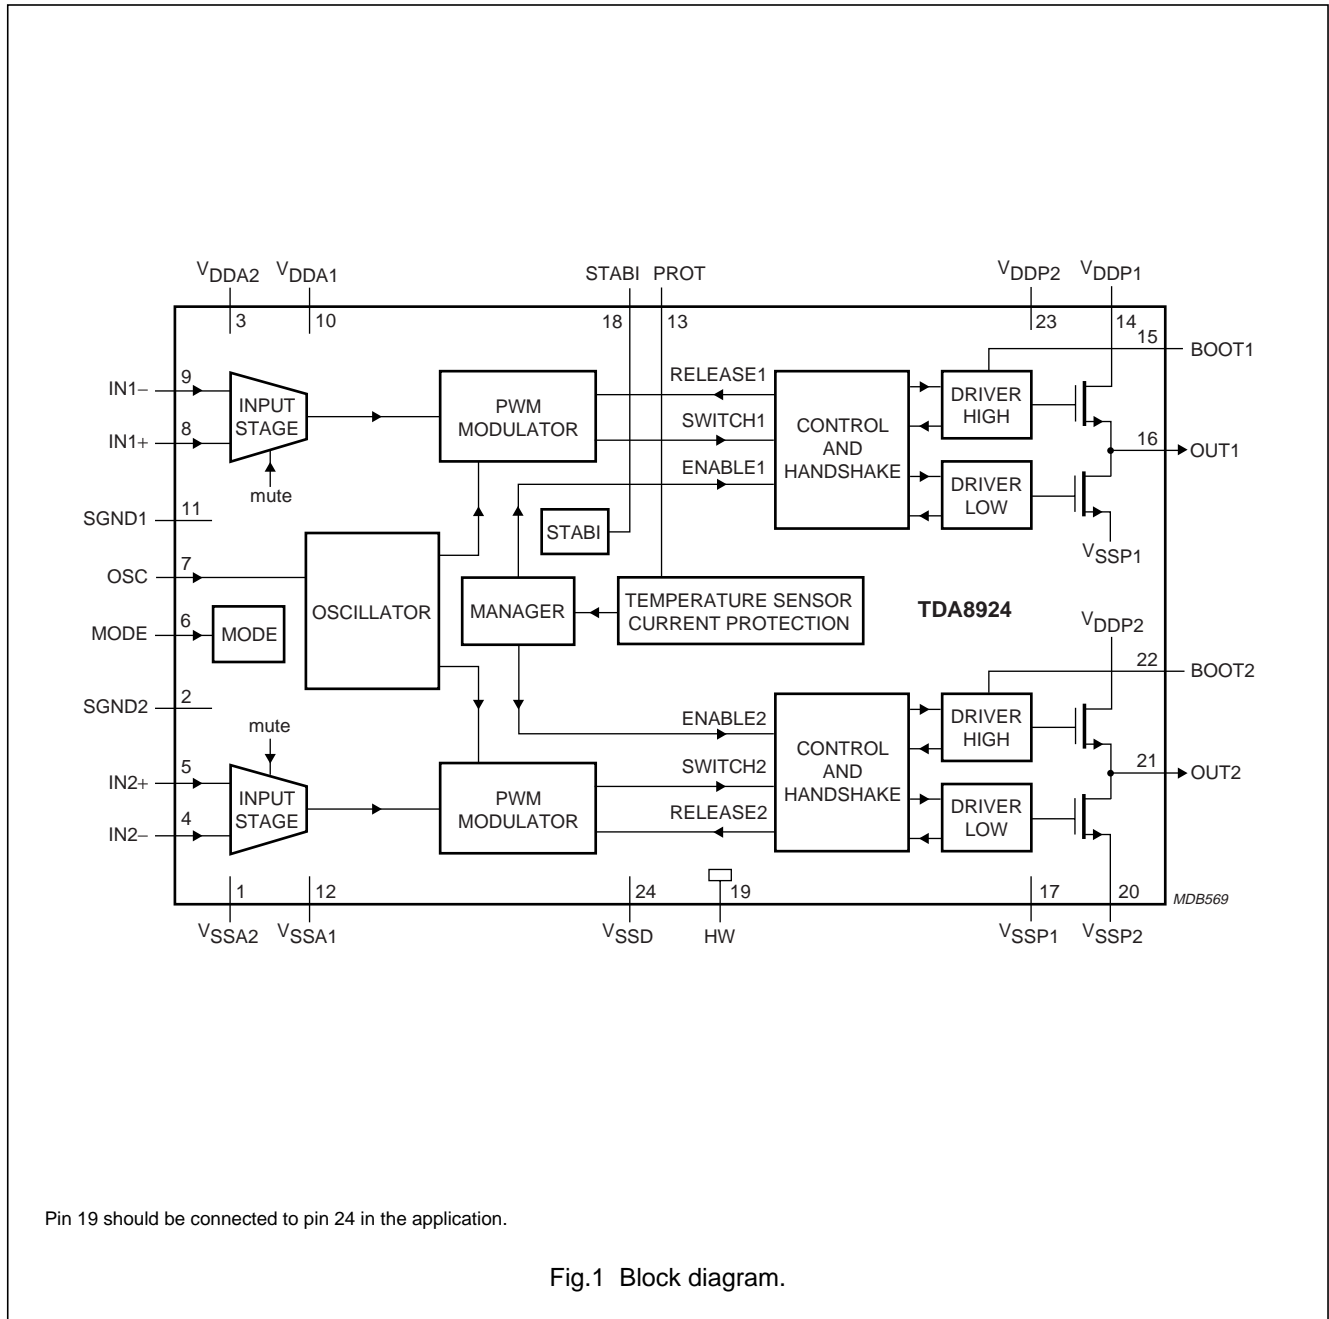 VDDA2 VDDA1 STABI PROT VDDP2 VDDP1
3 10 18 13 23 14
15 BOOT1
IN1− 9
INPUT STAGE
IN1+ 8
mute
PWM MODULATOR
RELEASE1
SWITCH1
ENABLE1
CONTROL AND HANDSHAKE
DRIVER HIGH
DRIVER LOW
16 OUT1
VSSP1
SGND1 11
STABI
OSC 7
OSCILLATOR
MANAGER
TEMPERATURE SENSOR
CURRENT PROTECTION
TDA8924
MODE 6
MODE
VDDP2
22 BOOT2
SGND2 2
mute
IN2+ 5
INPUT STAGE
IN2− 4
PWM MODULATOR
ENABLE2
SWITCH2
RELEASE2
CONTROL AND HANDSHAKE
DRIVER HIGH
DRIVER LOW
21 OUT2
1 12 24 19 17 20
MDB569
VSSA2 VSSA1 VSSD HW VSSP1 VSSP2
Pin 19 should be connected to pin 24 in the application.
Fig.1 Block diagram.